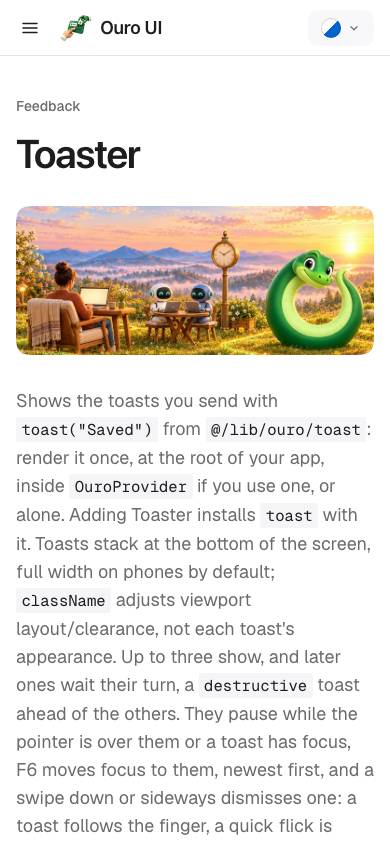 Ouro UI
Feedback
Toaster
Shows the toasts you send with
toast("Saved") from @/lib/ouro/toast:
render it once, at the root of your app,
inside OuroProvider if you use one, or
alone. Adding Toaster installs toast with
it. Toasts stack at the bottom of the screen,
full width on phones by default;
className adjusts viewport
layout/clearance, not each toast's
appearance. Up to three show, and later
ones wait their turn, a destructive toast
ahead of the others. They pause while the
pointer is over them or a toast has focus,
F6 moves focus to them, newest first, and a
swipe down or sideways dismisses one: a
toast follows the finger, a quick flick is